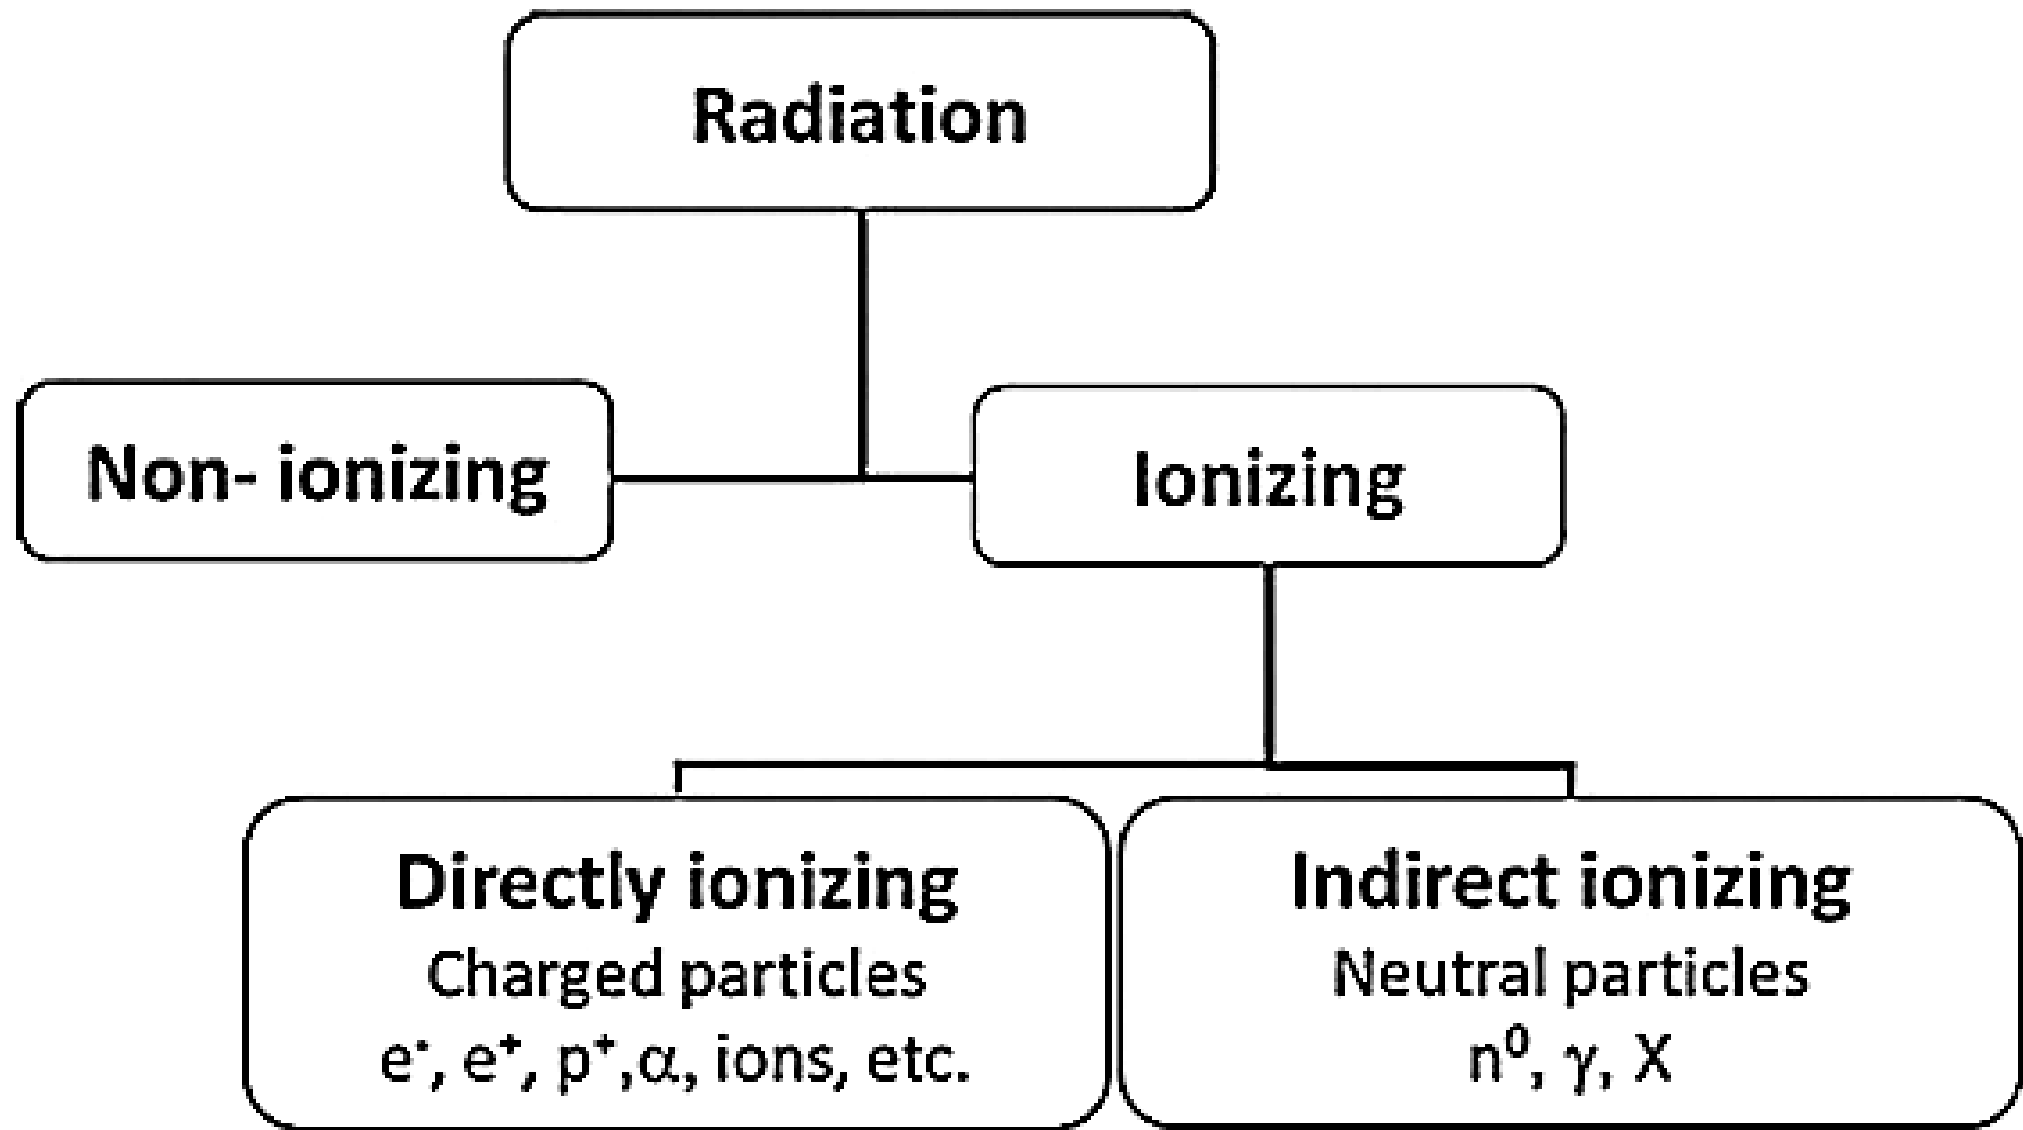 Radiation
Non- ionizing
Ionizing
Directly ionizing
Charged particles
e⁻, e⁺, p⁺,α, ions, etc.
Indirect ionizing
Neutral particles
n⁰, γ, X